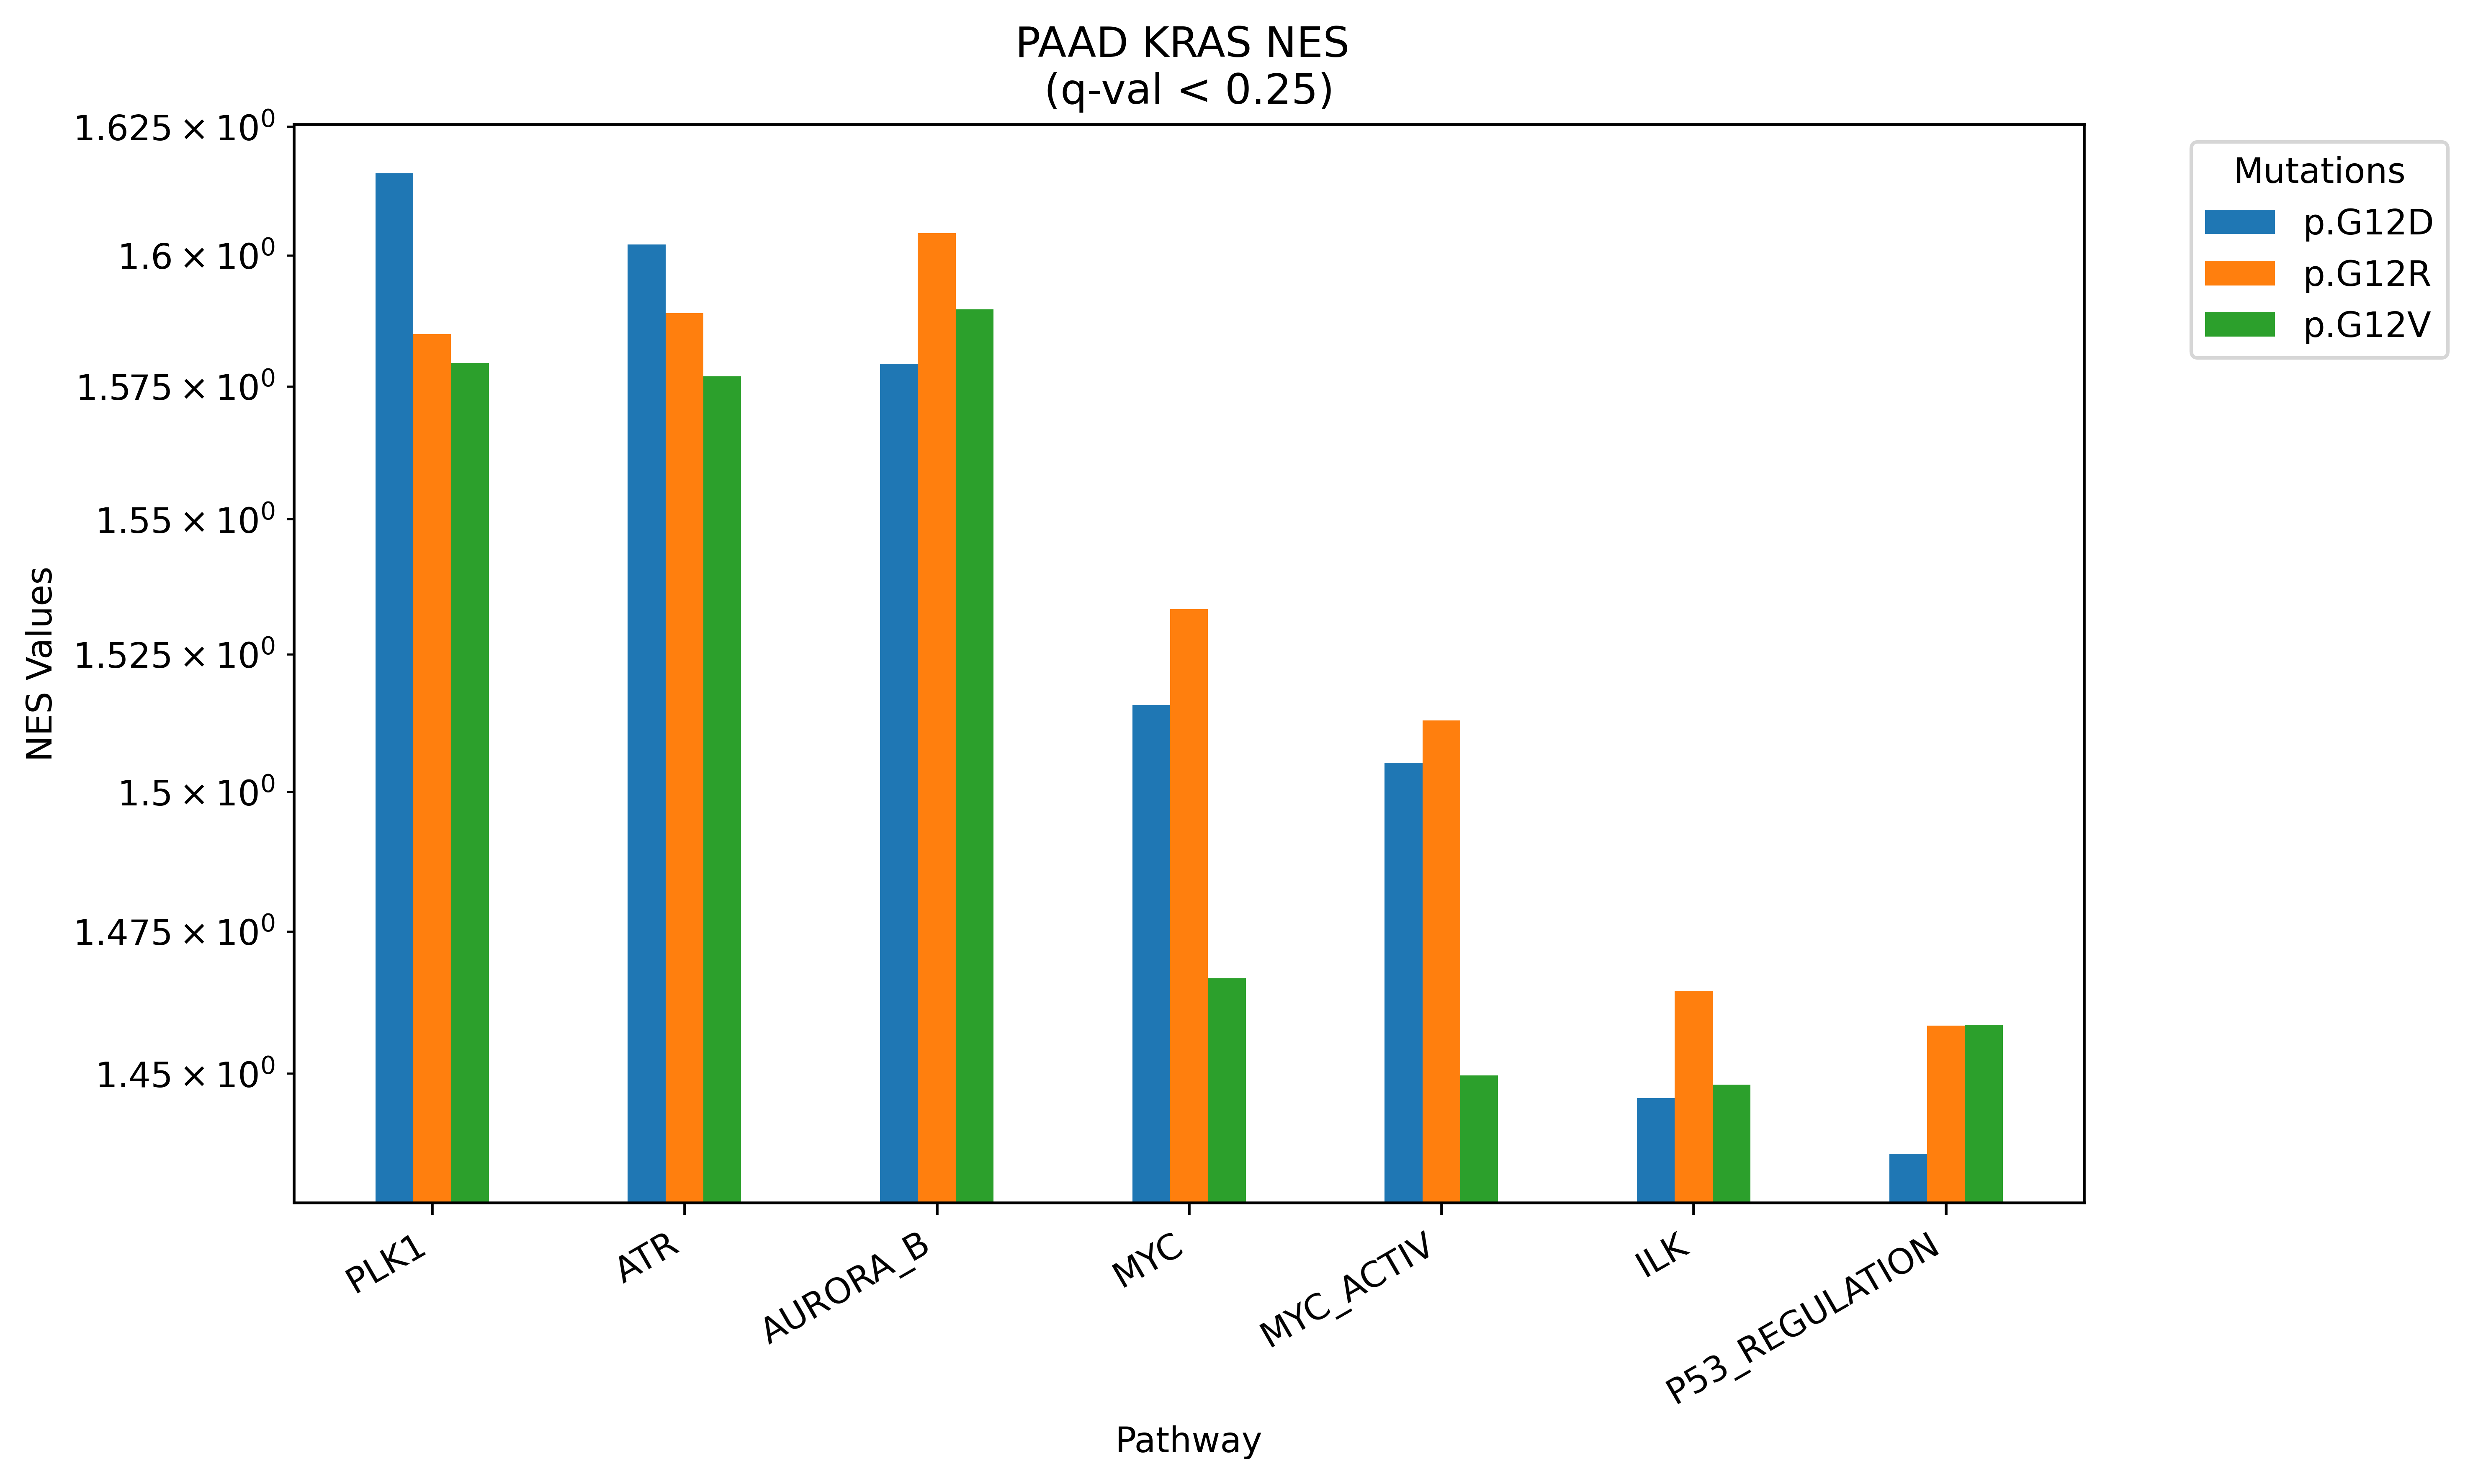 PAAD KRAS NES
(q-val < 0.25)
1.625 × 10⁰
1.6 × 10⁰
1.575 × 10⁰
1.55 × 10⁰
1.525 × 10⁰
1.5 × 10⁰
1.475 × 10⁰
1.45 × 10⁰
NES Values
Mutations
p.G12D
p.G12R
p.G12V
PLK1
ATR
AURORA_B
MYC
MYC_ACTIV
ILK
P53_REGULATION
Pathway